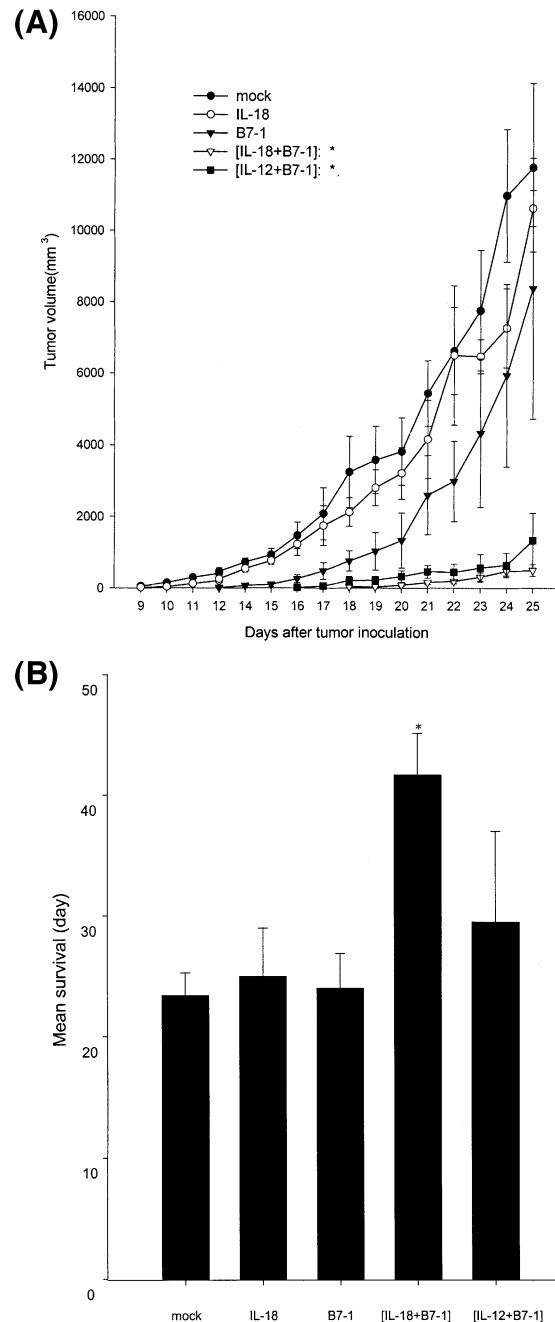 (A)
16000
14000
12000
10000
8000
6000
4000
2000
0
Tumor volume(mm 3)
mock
IL-18
B7-1
[IL-18+B7-1]: *
[IL-12+B7-1]: *.
9 10 11 12 14 15 16 17 18 19 20 21 22 23 24 25
Days after tumor inoculation
(B)
50
40
30
20
10
0
Mean survival (day)
*
mock IL-18 B7-1 [IL-18+B7-1] [IL-12+B7-1]